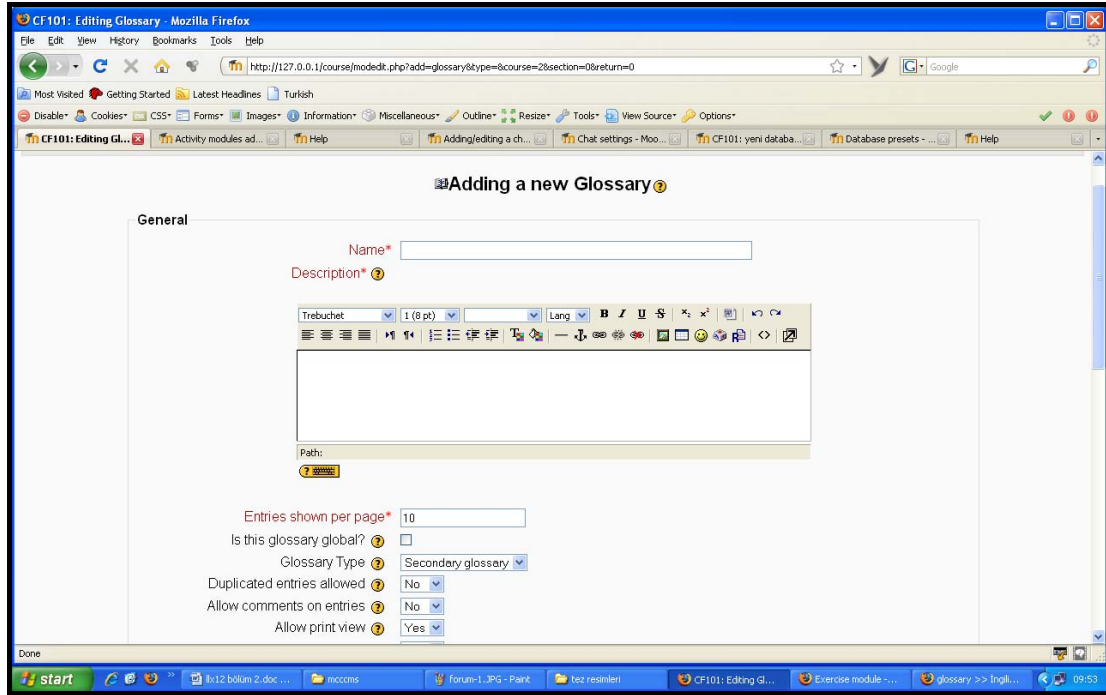 CF101: Editing Glossary - Mozilla Firefox
File Edit View History Bookmarks Tools Help
http://127.0.0.1/course/modedit.php?add=glossary&type=&course=2&section=0&return=0
Google
Most Visited Getting Started Latest Headlines Turkish
Disable Cookies CSS Forms Images Information Miscellaneous Outline Resize Tools View Source Options
CF101: Editing Gl... Activity modules ad... Help Adding/editing a ch... Chat settings - Moo... CF101: yeni databa... Database presets - ... Help
Adding a new Glossary
General
Name*
Description*
Trebuchet 1 (8 pt) Lang B I U S
Path:
Entries shown per page* 10
Is this glossary global?
Glossary Type Secondary glossary
Duplicated entries allowed No
Allow comments on entries No
Allow print view Yes
Done
start mcccms forum-1.JPG - Paint tez resimleri CF101: Editing Gl... Exercise module -... glossary >> İngili... 09:53